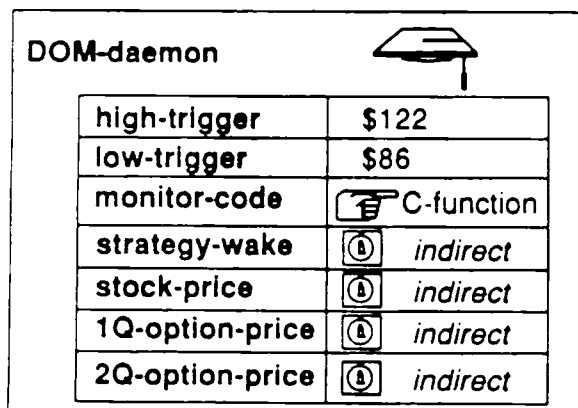 DOM-daemon
high-trigger $122
low-trigger $86
monitor-code C-function
strategy-wake indirect
stock-price indirect
1Q-option-price indirect
2Q-option-price indirect